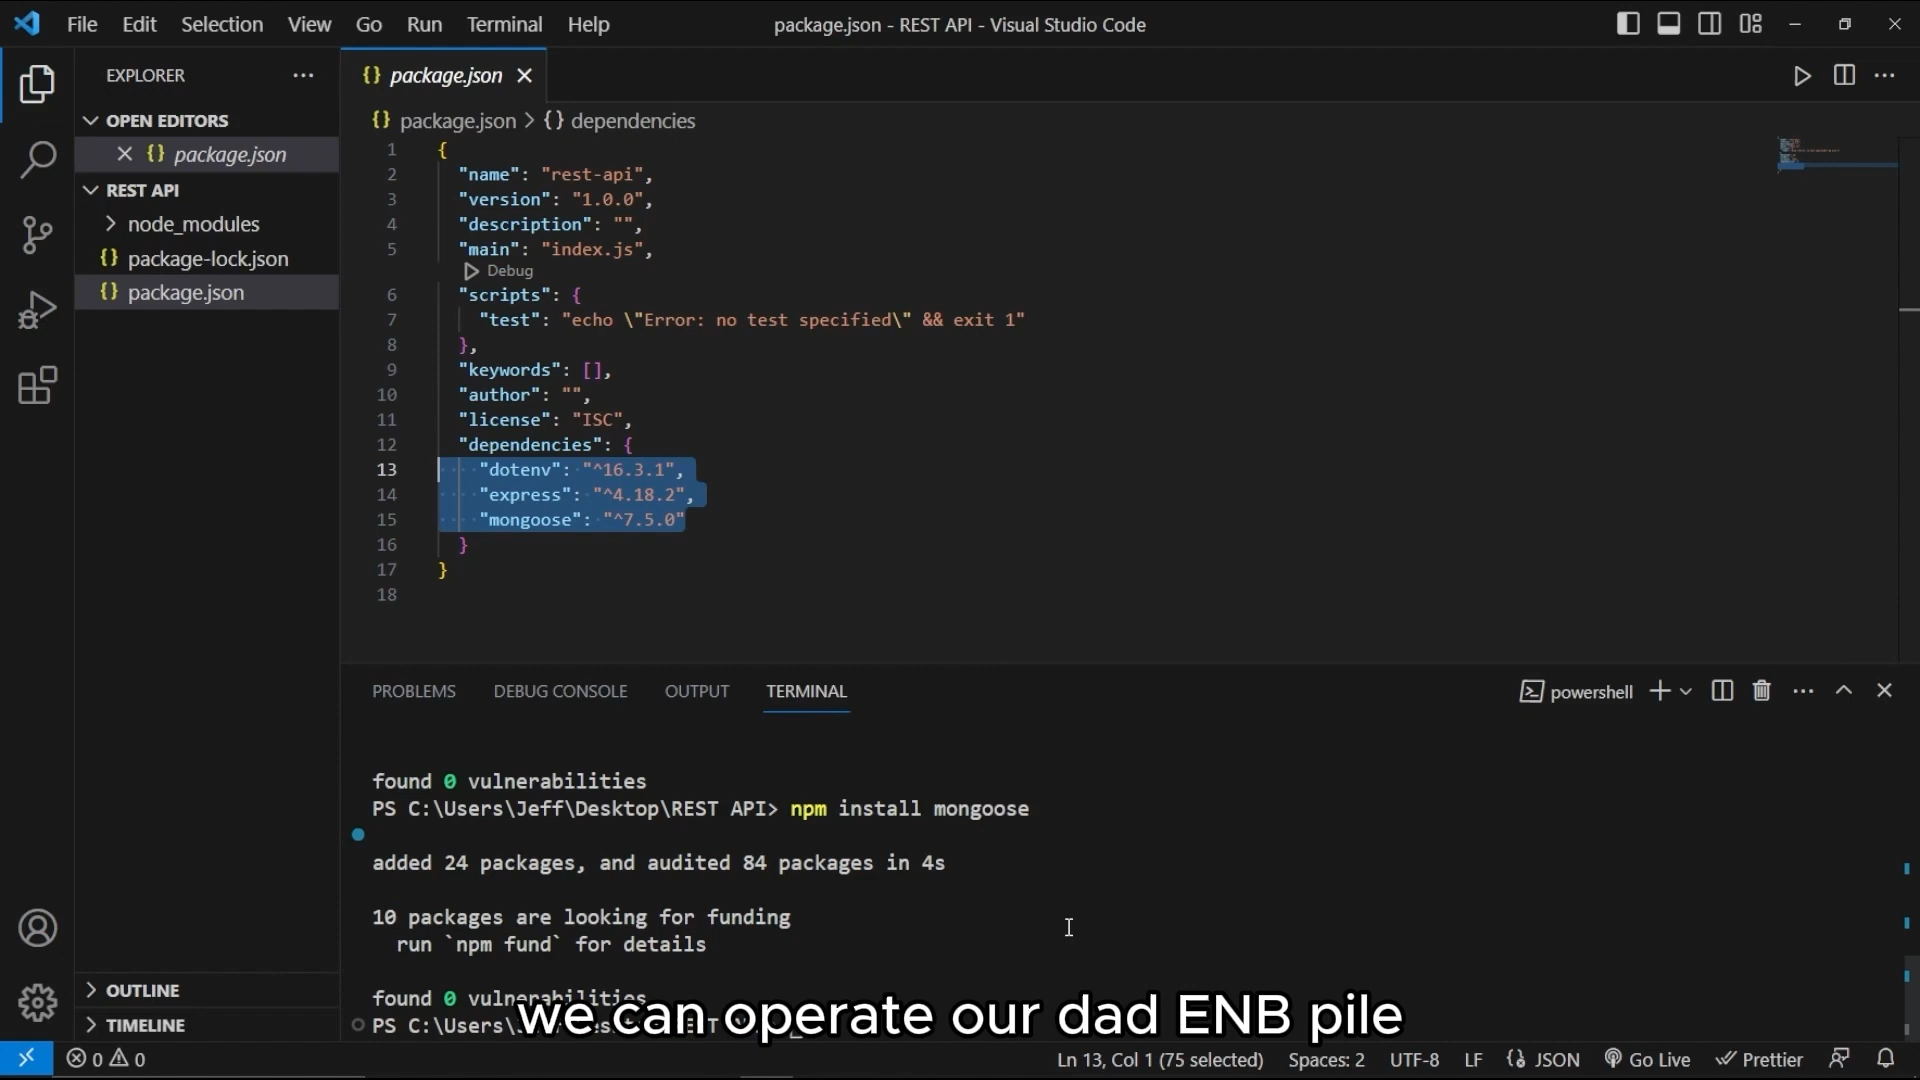 File Edit Selection View Go Run Terminal Help
package.json - REST API - Visual Studio Code
EXPLORER
OPEN EDITORS
package.json
REST API
node_modules
package-lock.json
package.json
OUTLINE
TIMELINE
package.json
package.json > {} dependencies
1 {
2 "name": "rest-api",
3 "version": "1.0.0",
4 "description": "",
5 "main": "index.js",
Debug
6 "scripts": {
7 "test": "echo \"Error: no test specified\" && exit 1"
8 },
9 "keywords": [],
10 "author": "",
11 "license": "ISC",
12 "dependencies": {
13 "dotenv": "^16.3.1",
14 "express": "^4.18.2",
15 "mongoose": "^7.5.0"
16 }
17 }
18
PROBLEMS DEBUG CONSOLE OUTPUT TERMINAL
powershell
found 0 vulnerabilities
PS C:\Users\Jeff\Desktop\REST API> npm install mongoose
added 24 packages, and audited 84 packages in 4s
10 packages are looking for funding
run `npm fund` for details
found 0 vulnerabilities
PS C:\
we can operate our dad ENB pile
0 0
Ln 13, Col 1 (75 selected) Spaces: 2 UTF-8 LF {} JSON Go Live Prettier